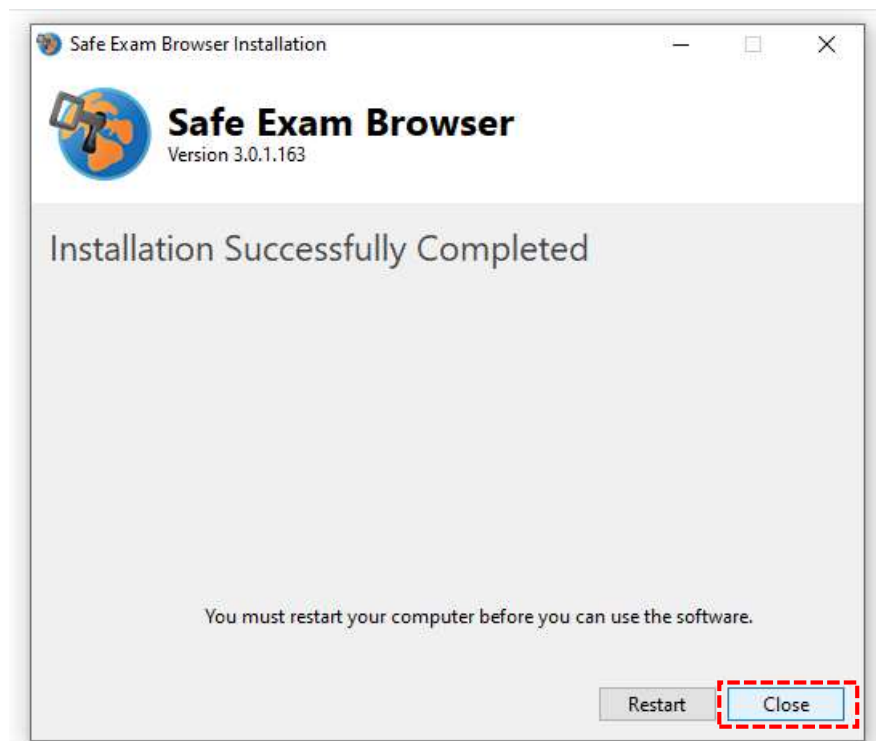 Safe Exam Browser Installation
Safe Exam Browser
Version 3.0.1.163
Installation Successfully Completed
You must restart your computer before you can use the software.
Restart
Close